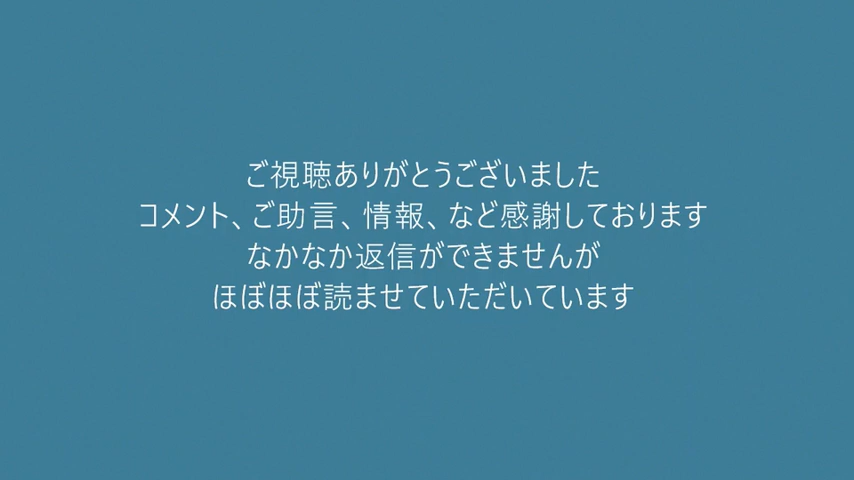 ご視聴ありがとうございました
コメント、ご助言、情報、など感謝しております
なかなか返信ができませんが
ほぼほぼ読ませていただいています